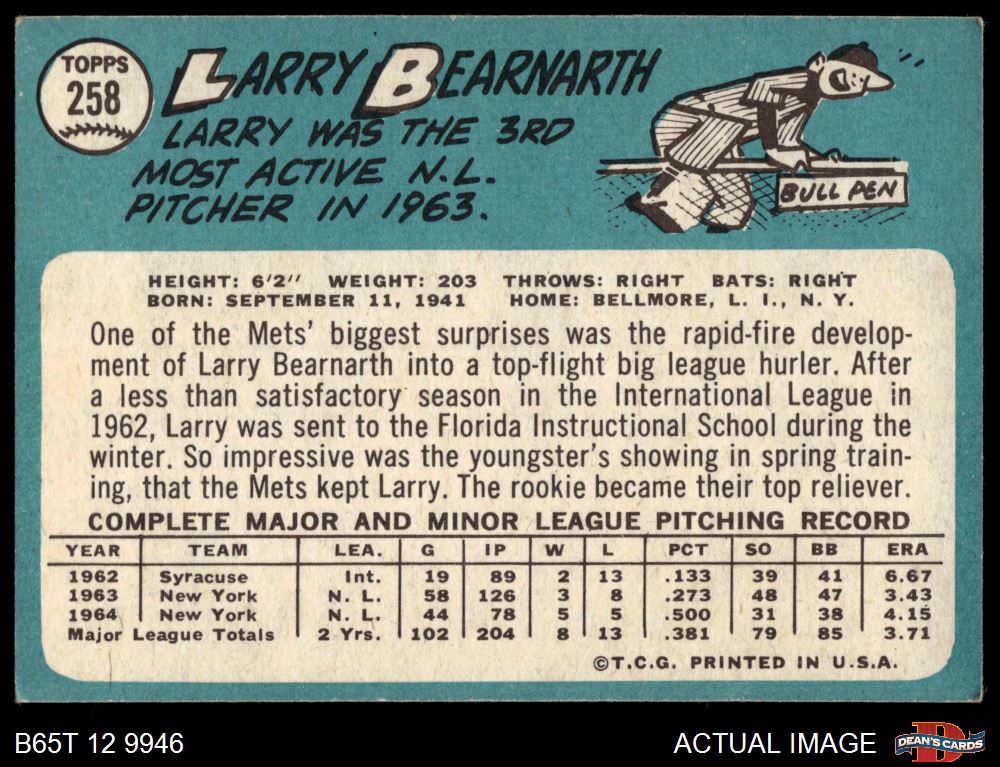 TOPPS
258
LARRY BEARNARTH
LARRY WAS THE 3RD
MOST ACTIVE N.L.
PITCHER IN 1963.
BULL PEN
HEIGHT: 6'2" WEIGHT: 203 THROWS: RIGHT BATS: RIGHT
BORN: SEPTEMBER 11, 1941 HOME: BELLMORE, L. I., N. Y.
One of the Mets' biggest surprises was the rapid-fire develop-
ment of Larry Bearnarth into a top-flight big league hurler. After
a less than satisfactory season in the International League in
1962, Larry was sent to the Florida Instructional School during the
winter. So impressive was the youngster's showing in spring train-
ing, that the Mets kept Larry. The rookie became their top reliever.
COMPLETE MAJOR AND MINOR LEAGUE PITCHING RECORD
YEAR TEAM LEA. G IP W L PCT SO BB ERA
1962 Syracuse Int. 19 89 2 13 .133 39 41 6.67
1963 New York N. L. 58 126 3 8 .273 48 47 3.43
1964 New York N. L. 44 78 5 5 .500 31 38 4.15
Major League Totals 2 Yrs. 102 204 8 13 .381 79 85 3.71
©T.C.G. PRINTED IN U.S.A.
B65T 12 9946
ACTUAL IMAGE
D
DEAN'S CARDS